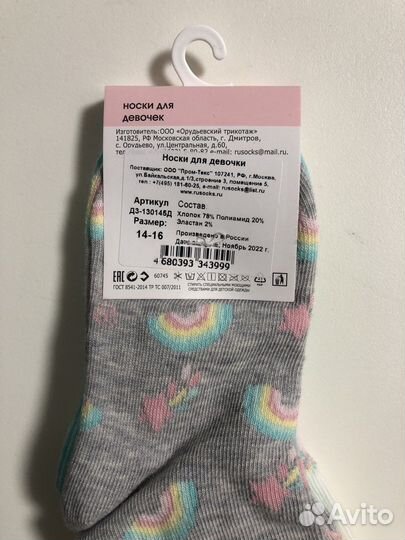 носки для
девочек
Изготовитель:ООО «Орудьевский трикотаж»
141825, РФ Московская область, г. Дмитров,
с. Орудьево, ул.Центральная, д.60,
e-mail: rusocks@
Носки для девочки
Поставщик: ООО "Пром-Текс" 107241, РФ, г.Москва,
ул.Байкальская,д.1/3,строение 3, помещение 5,
тел.: +7(495) 181-60-25, e-mail: rusocks@list.ru
rusocks.ru
Артикул Состав
Д3-130145Д Хлопок 78% Полиамид 20%
Размер: Эластан 2%
14-16 Произведено в России
Ноябрь 2022 г.
4 680393 343999
EAC 60745 СТИРАТЬ СПЕЦИАЛЬНЫМИ МОЮЩИМИ
ГОСТ 8541-2014 ТР ТС 007/2011 СРЕДСТВАМИ ДЛЯ ДЕТСКОЙ ОДЕЖДЫ
Avito